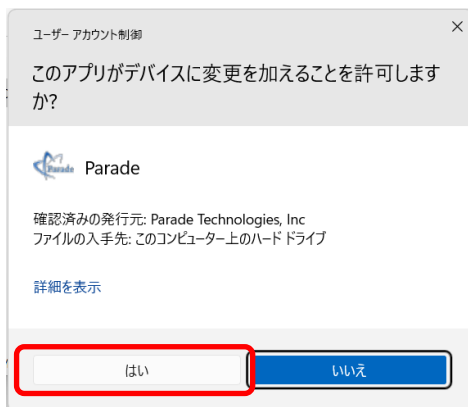 ユーザー アカウント制御
このアプリがデバイスに変更を加えることを許可します
か?
Parade
Parade
確認済みの発行元: Parade Technologies, Inc
ファイルの入手先: このコンピューター上のハード ドライブ
詳細を表示
はい
いいえ